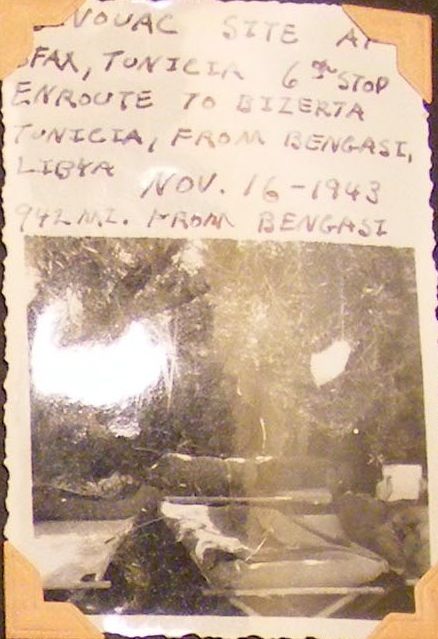 VOUAC SITE AT
SFAX, TUNICIA 6TH STOP
ENROUTE TO BIZERTA
TUNICIA, FROM BENGASI,
LIBYA NOV. 16-1943
942 MI. FROM BENGASI